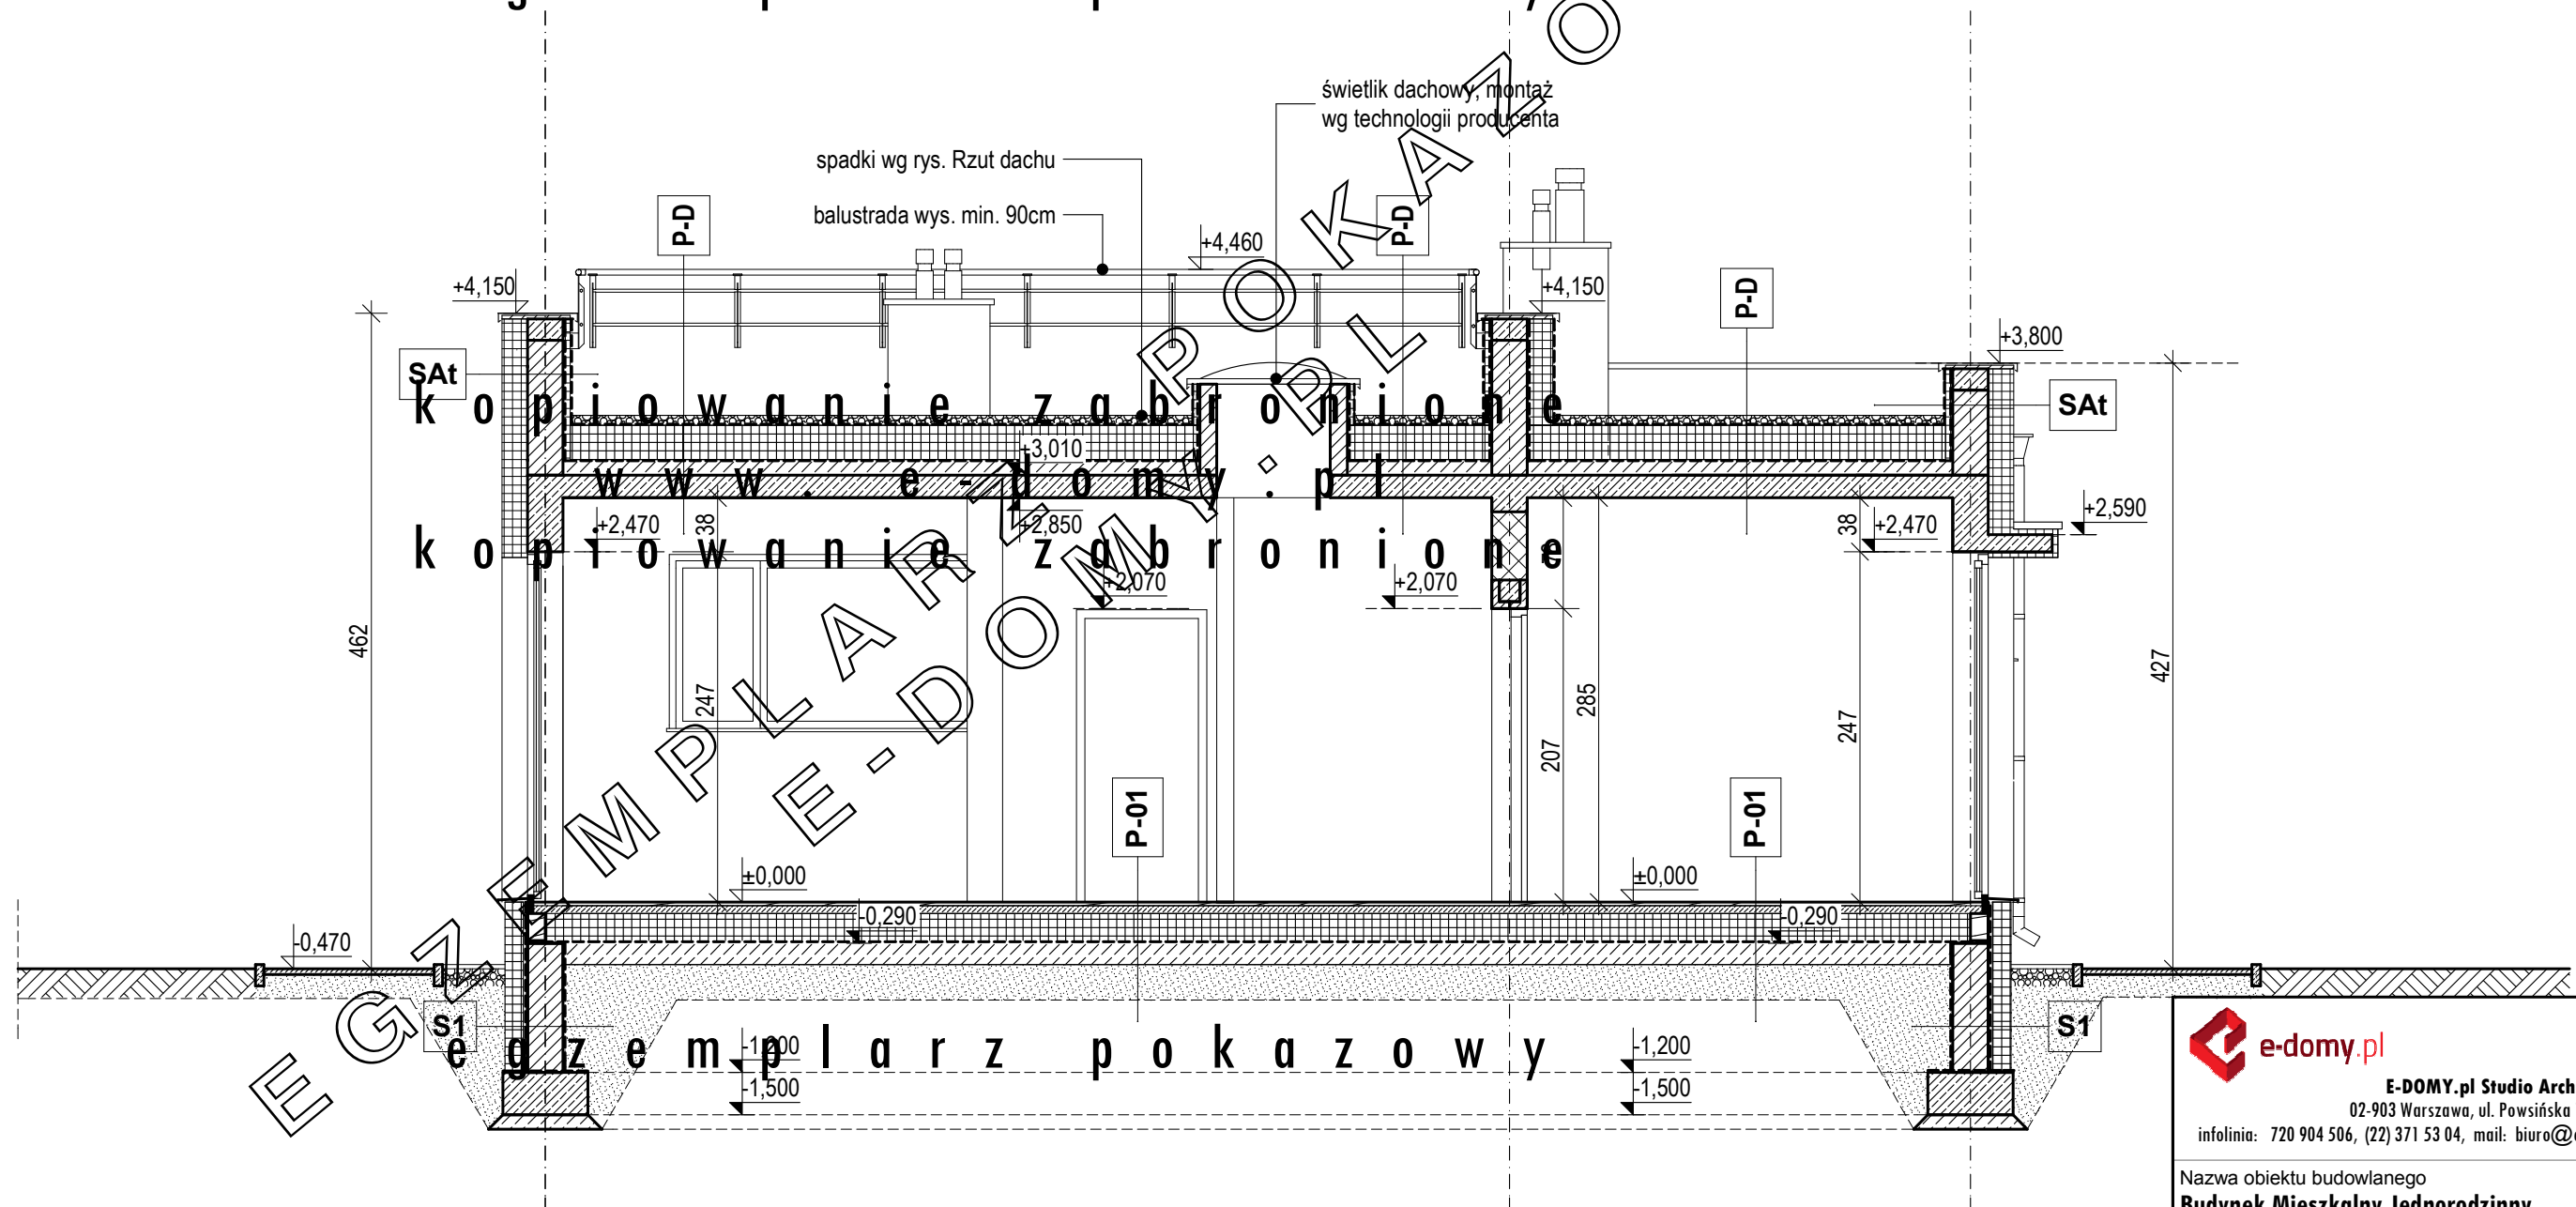 świetlik dachowy, montaż
wg technologii producenta
spadki wg rys. Rzut dachu
balustrada wys. min. 90cm
P-D
P-D
P-D
+4,460
+4,150
+4,150
+3,800
SAt
SAt
kopiowanie zabronione
+3,010
www.e-domy.pl
+2,470
38
+2,850
38
+2,470
+2,590
kopiowanie zabronione
+2,070
+2,070
462
247
207
285
247
427
P-01
P-01
±0,000
±0,000
-0,290
-0,290
-0,470
S1
S1
egzemplarz pokazowy
-1,200
-1,200
-1,500
-1,500
EGZEMPLARZ POKAZO
E-DOMY.PL
e-domy.pl
E-DOMY.pl Studio Arch
02-903 Warszawa, ul. Powsińska
infolinia: 720 904 506, (22) 371 53 04, mail: biuro@
Nazwa obiektu budowlanego
Budynek Mieszkalny Jednorodzinny